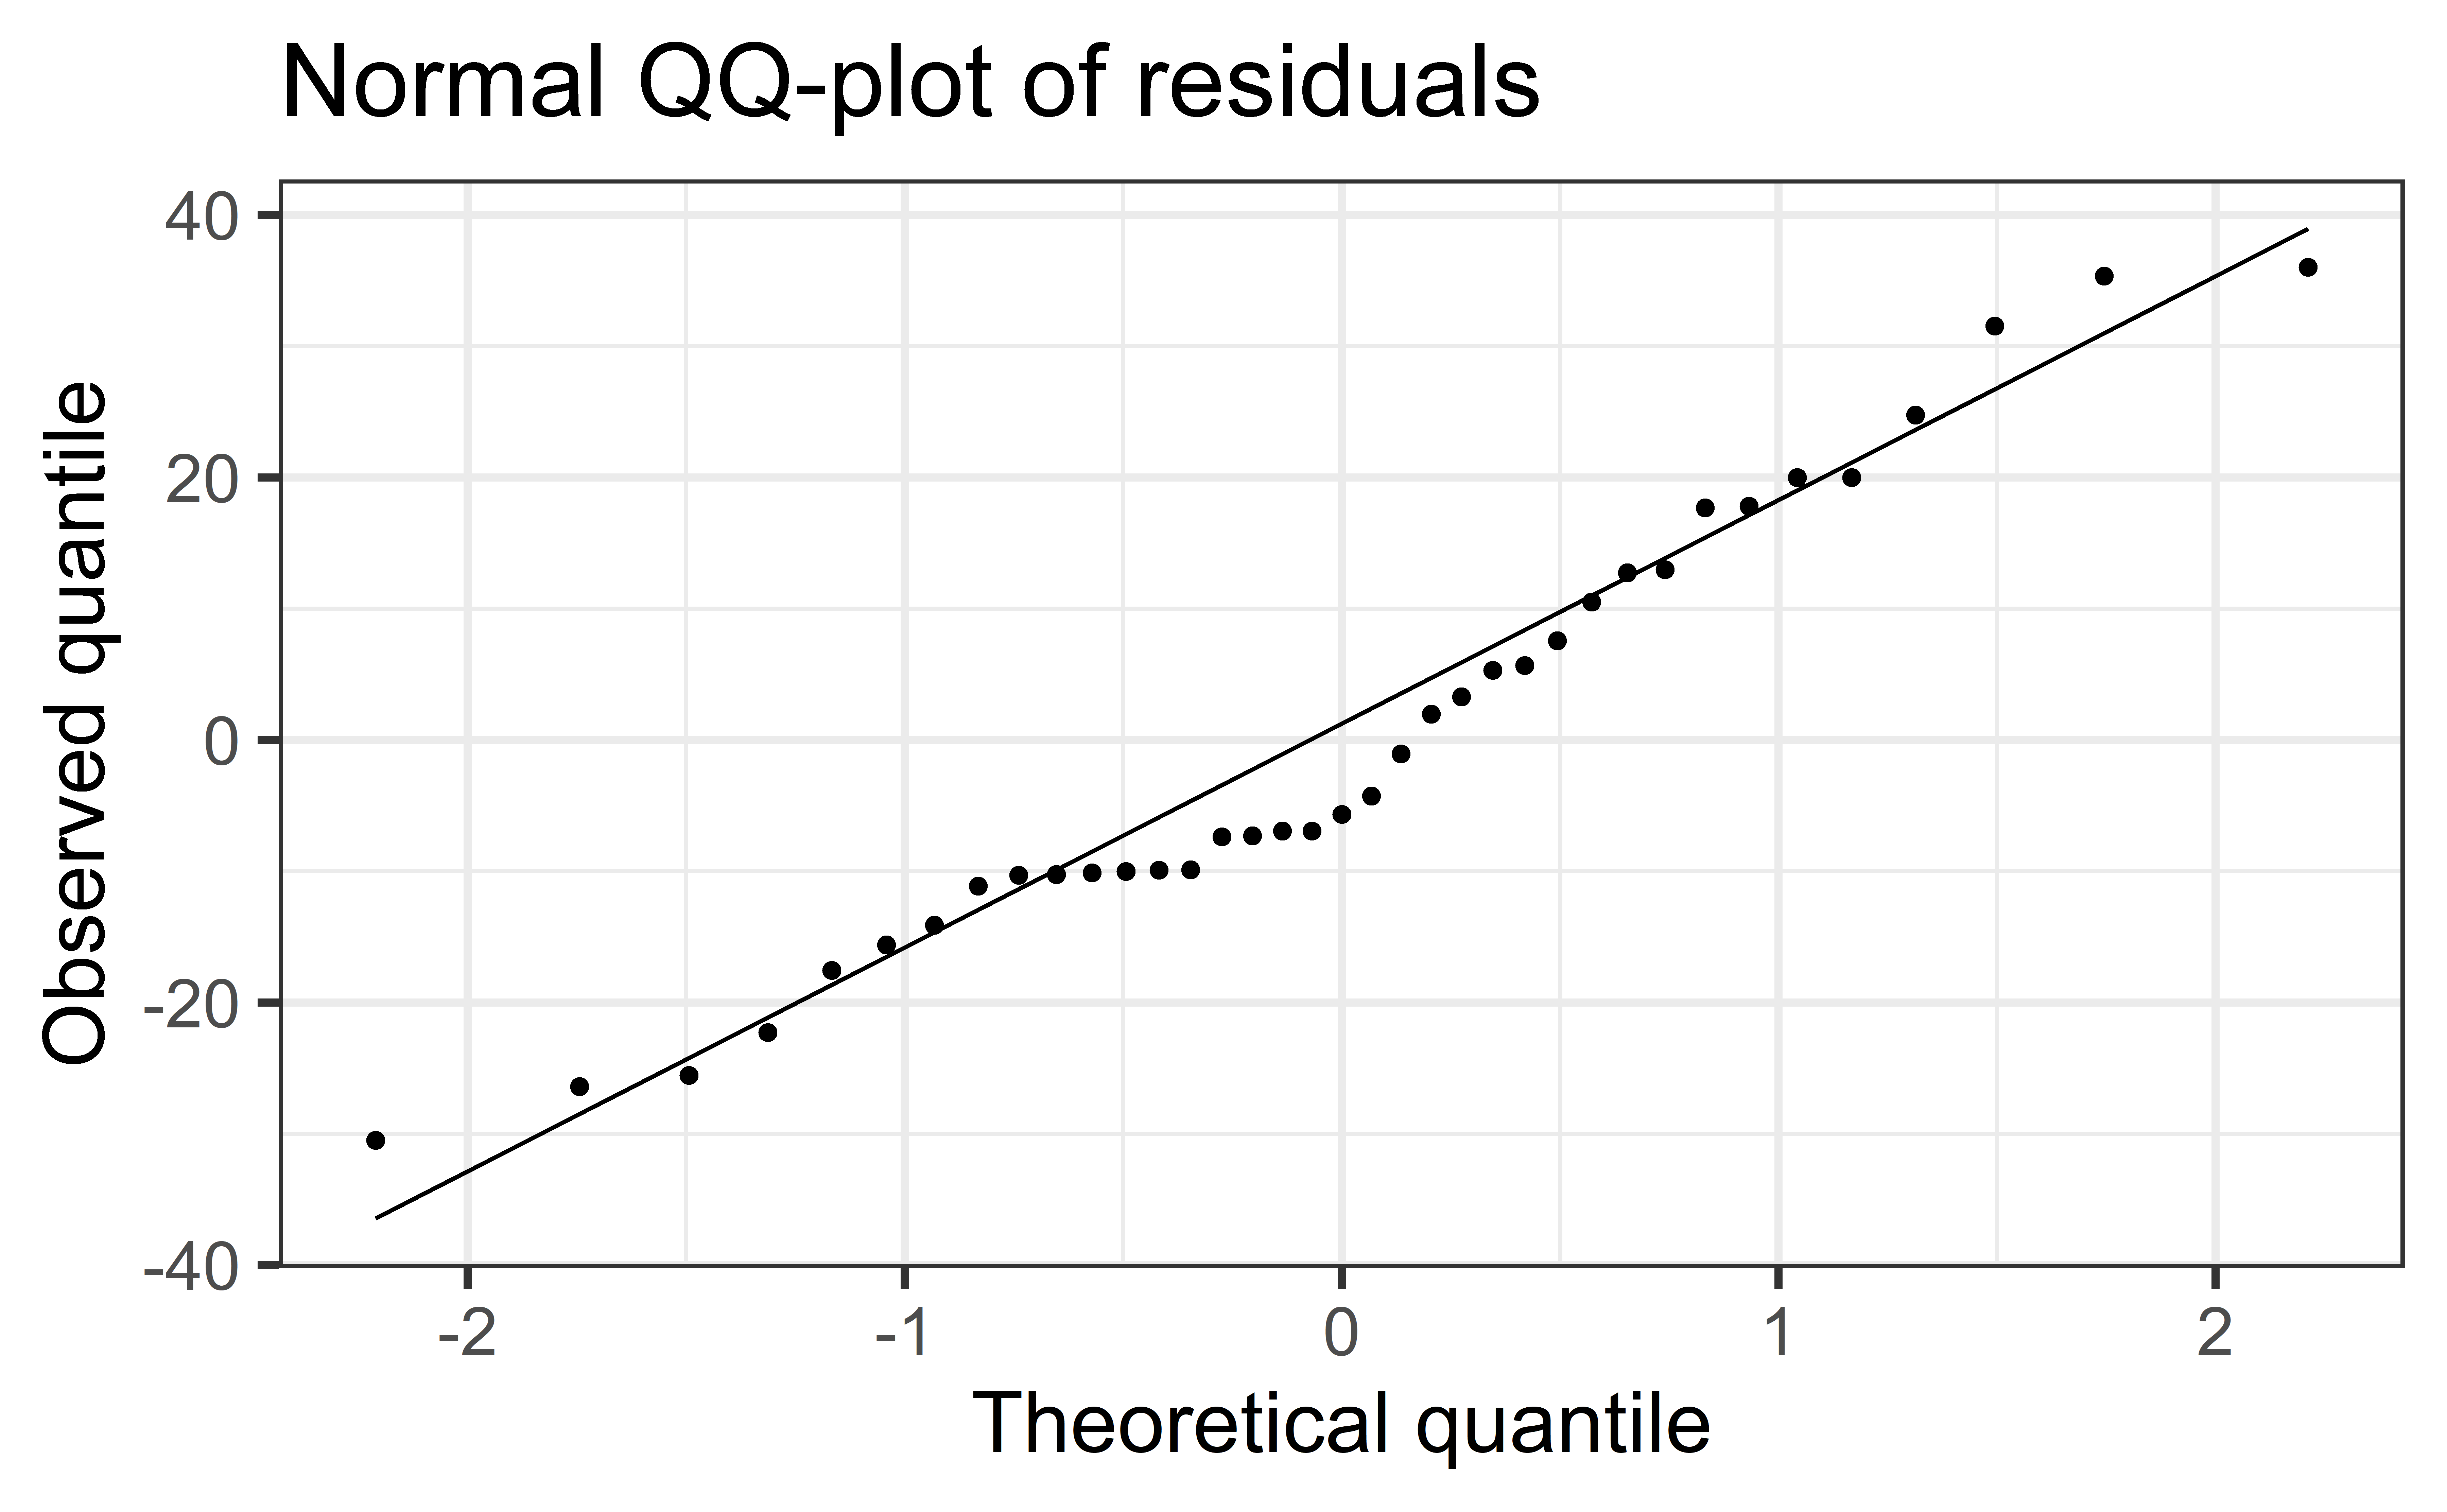 Normal QQ-plot of residuals
Observed quantile
40
20
0
-20
-40
-2 -1 0 1 2
Theoretical quantile